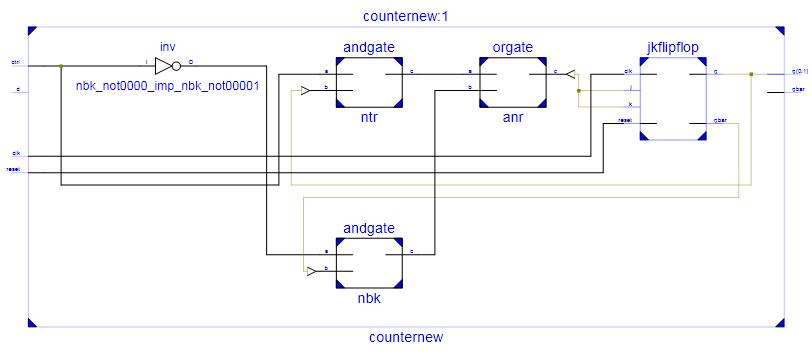 counternew:1
inv
andgate
orgate
jkflipflop
ctrl
I
O
a
c
a
c
clk
q
q(0:1)
nbk_not0000_imp_nbk_not00001
d
b
b
j
qbar
k
ntr
anr
reset
qbar
clk
reset
andgate
a
c
b
nbk
counternew